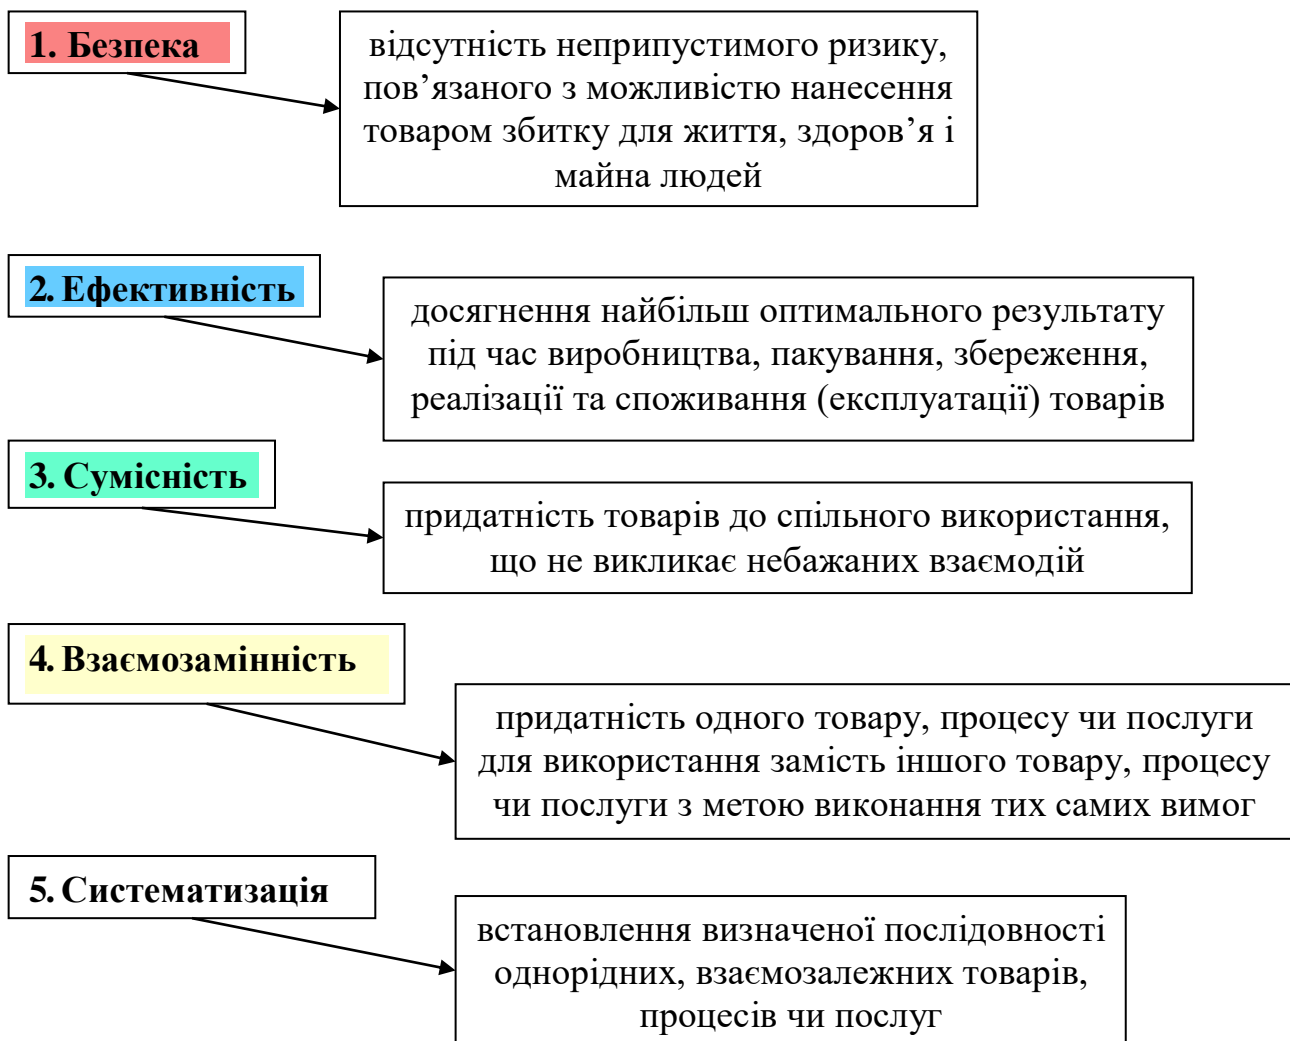 1. Безпека
відсутність неприпустимого ризику,
пов’язаного з можливістю нанесення
товаром збитку для життя, здоров’я і
майна людей
2. Ефективність
досягнення найбільш оптимального результату
під час виробництва, пакування, збереження,
реалізації та споживання (експлуатації) товарів
3. Сумісність
придатність товарів до спільного використання,
що не викликає небажаних взаємодій
4. Взаємозамінність
придатність одного товару, процесу чи послуги
для використання замість іншого товару, процесу
чи послуги з метою виконання тих самих вимог
5. Систематизація
встановлення визначеної послідовності
однорідних, взаємозалежних товарів,
процесів чи послуг